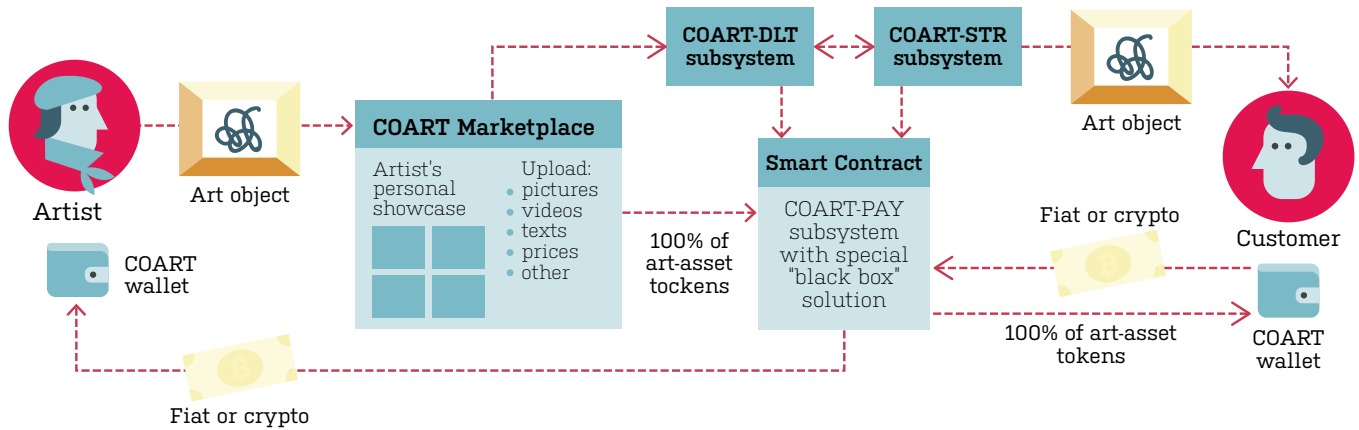 Artist
Art object
COART
wallet
COART Marketplace
Artist's
personal
showcase
Upload:
pictures
videos
texts
prices
other
100% of
art-asset
tockens
COART-DLT
subsystem
COART-STR
subsystem
Smart Contract
COART-PAY
subsystem
with special
"black box"
solution
Art object
Customer
Fiat or crypto
100% of art-asset
tokens
COART
wallet
Fiat or crypto